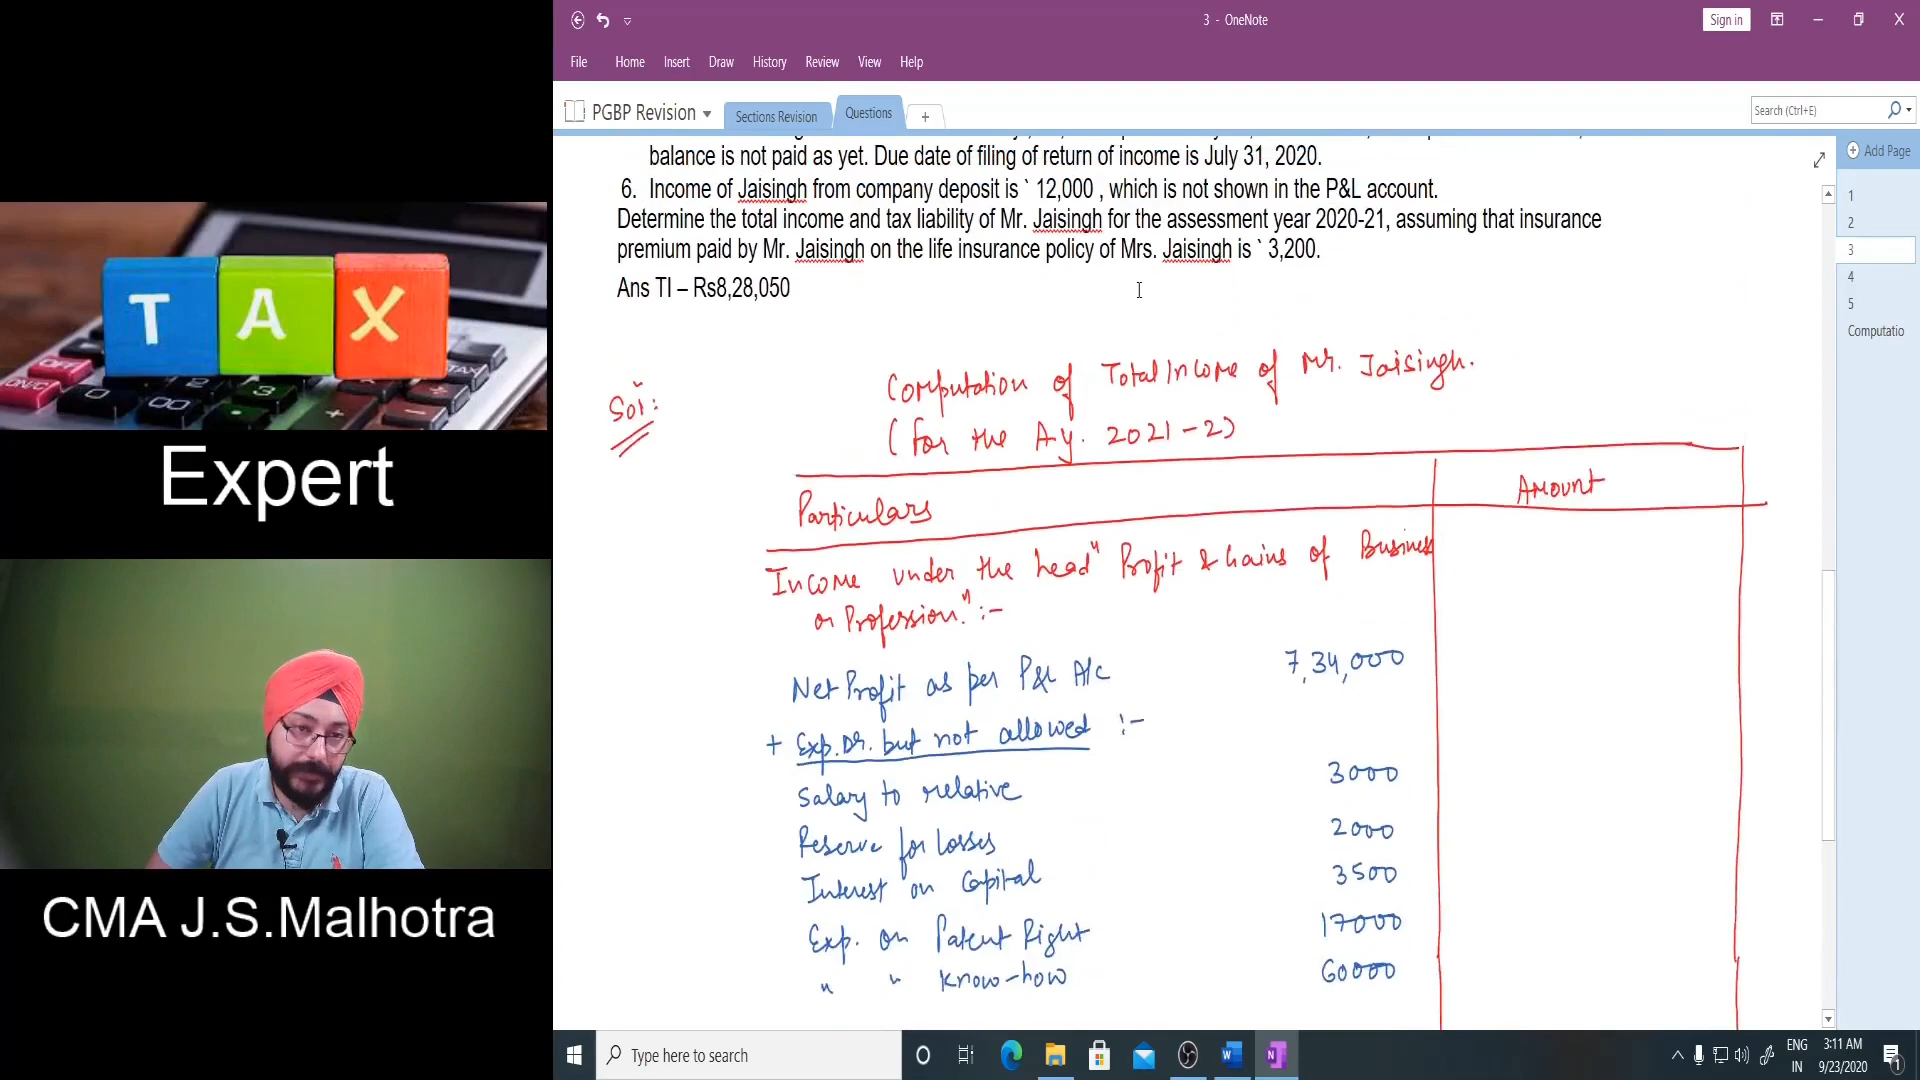 3 - OneNote
Sign in
File Home Insert Draw History Review View Help
PGBP Revision Sections Revision Questions +
Search (Ctrl+E)
balance is not paid as yet. Due date of filing of return of income is July 31, 2020.
6. Income of Jaisingh from company deposit is ` 12,000 , which is not shown in the P&L account.
Determine the total income and tax liability of Mr. Jaisingh for the assessment year 2020-21, assuming that insurance
premium paid by Mr. Jaisingh on the life insurance policy of Mrs. Jaisingh is ` 3,200.
Ans TI – Rs8,28,050
Add Page
1
2
3
4
5
Computatio
T A X
Expert
CMA J.S.Malhotra
Sol:
Computation of Total Income of Mr. Jaisingh.
(for the A.y. 2021-2)
Particulars Amount
Income under the head "Profit & Gains of Business
or Profession." :-
Net Profit as per P&L A/c 7,34,000
+ Exp. Dr. but not allowed :-
Salary to relative 3000
Reserve for losses 2000
Interest on Capital 3500
Exp. on Patent Right 17000
" " Know-how 60000
Type here to search
ENG
IN
3:11 AM
9/23/2020
1